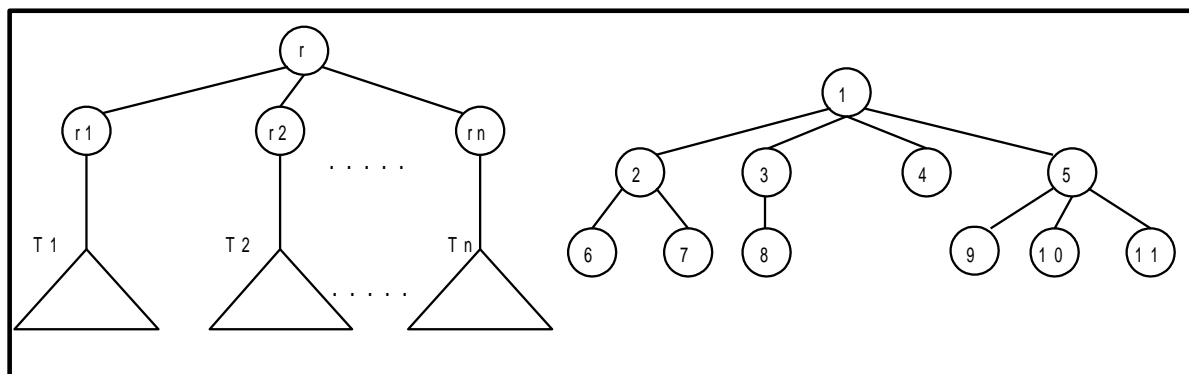 r
1
r1 r2 rn
. . . . .
2 3 4 5
T1 T2 Tn
6 7 8 9 10 11
. . . . .